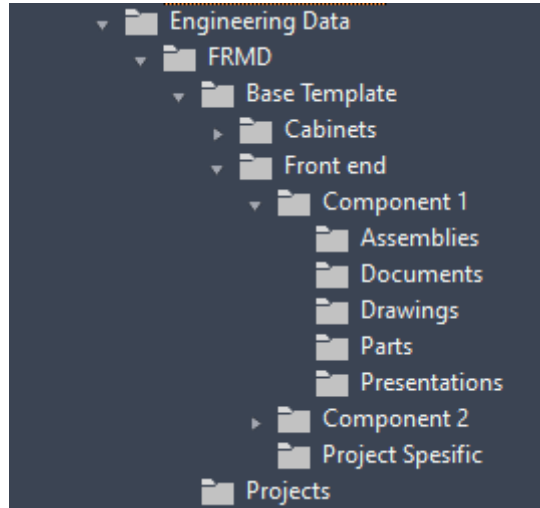 Engineering Data
FRMD
Base Template
Cabinets
Front end
Component 1
Assemblies
Documents
Drawings
Parts
Presentations
Component 2
Project Spesific
Projects